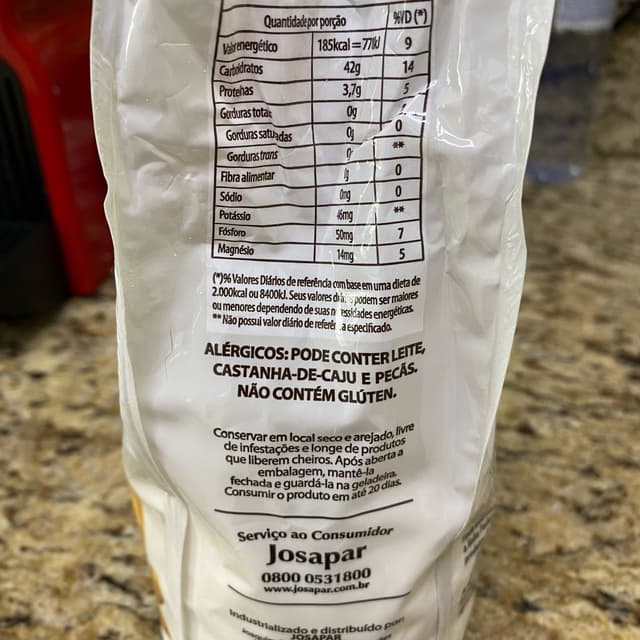 Quantidade por porção %VD (*)
Valor energético 185kcal = 77 kJ 9
Carboidratos 42g 14
Proteínas 3,7g 5
Gorduras totais 0g
Gorduras saturadas 0g 0
Gorduras trans **
Fibra alimentar 0
Sódio 0mg 0
Potássio 46mg **
Fósforo 50mg 7
Magnésio 14mg 5
(*)% Valores Diários de referência com base em uma dieta de
2.000kcal ou 8400kJ. Seus valores diários podem ser maiores
ou menores dependendo de suas necessidades energéticas.
** Não possui valor diário de referência especificado.
ALÉRGICOS: PODE CONTER LEITE,
CASTANHA-DE-CAJU E PECÃS.
NÃO CONTÉM GLÚTEN.
Conservar em local seco e arejado, livre
de infestações e longe de produtos
que liberem cheiros. Após aberta a
embalagem, mantê-la
fechada e guardá-la na geladeira.
Consumir o produto em até 20 dias.
Serviço ao Consumidor
Josapar
0800 0531800
www.josapar.com.br
Industrializado e distribuído por:
JOSAPAR